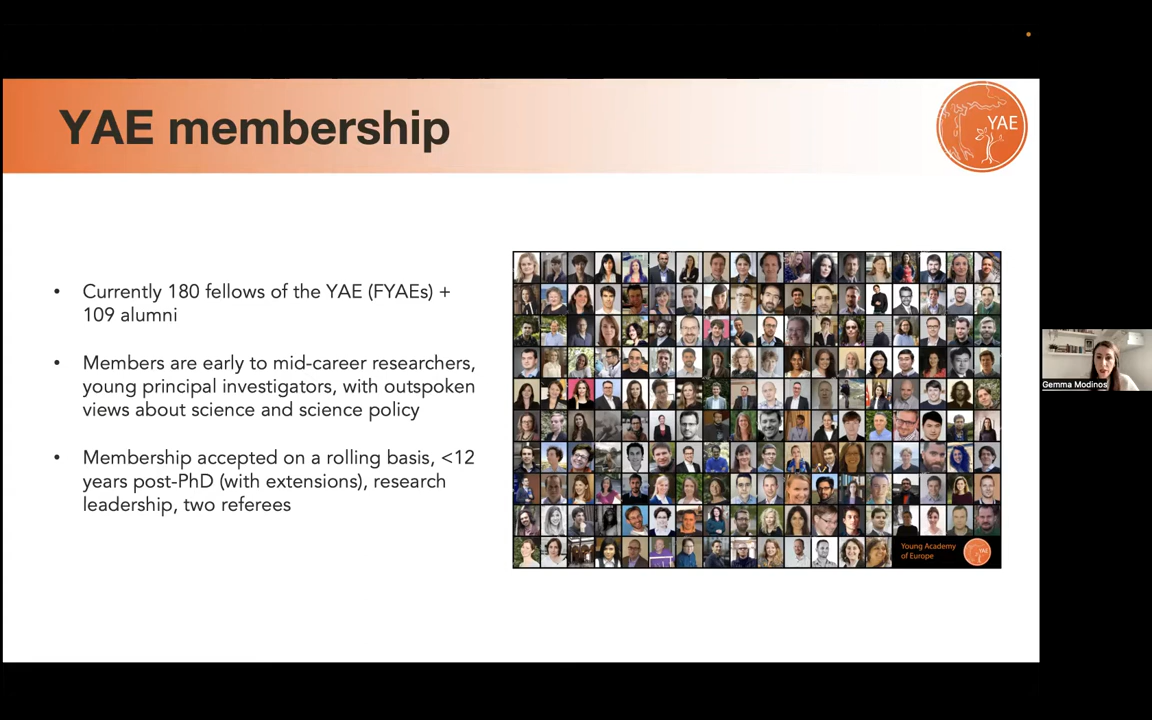 YAE membership
YAE
• Currently 180 fellows of the YAE (FYAEs) +
109 alumni
• Members are early to mid-career researchers,
young principal investigators, with outspoken
views about science and science policy
• Membership accepted on a rolling basis, <12
years post-PhD (with extensions), research
leadership, two referees
Young Academy
of Europe
YAE
Gemma Modinos